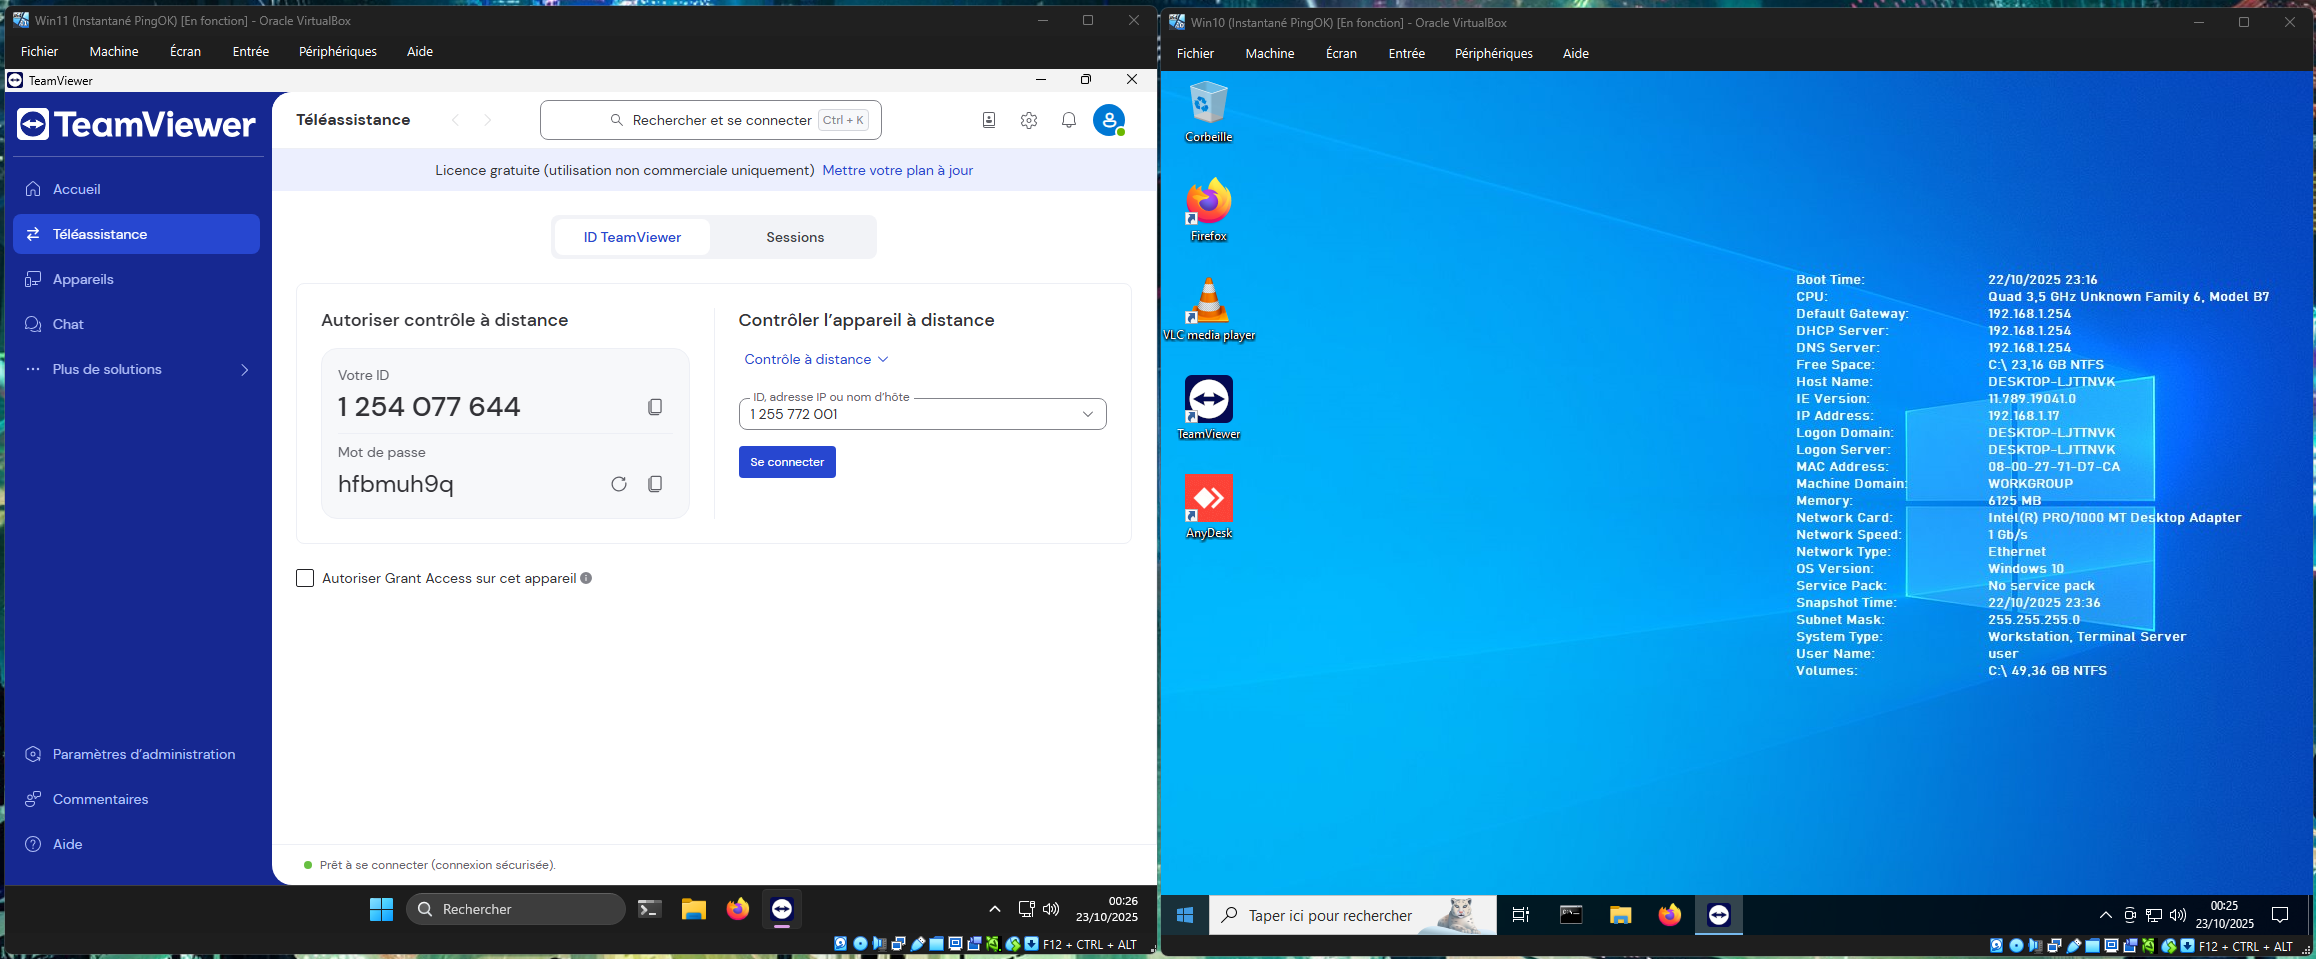 Win11 (Instantané PingOK) [En fonction] - Oracle VirtualBox
Fichier Machine Écran Entrée Périphériques Aide
TeamViewer
TeamViewer
Accueil
Téléassistance
Appareils
Chat
Plus de solutions
Paramètres d'administration
Commentaires
Aide
Téléassistance
Rechercher et se connecter Ctrl + K
Licence gratuite (utilisation non commerciale uniquement) Mettre votre plan à jour
ID TeamViewer Sessions
Autoriser contrôle à distance
Votre ID
1 254 077 644
Mot de passe
hfbmuh9q
Contrôler l'appareil à distance
Contrôle à distance
ID, adresse IP ou nom d'hôte
1 255 772 001
Se connecter
Autoriser Grant Access sur cet appareil
Prêt à se connecter (connexion sécurisée).
Rechercher
00:26
23/10/2025
F12 + CTRL + ALT
Win10 (Instantané PingOK) [En fonction] - Oracle VirtualBox
Fichier Machine Écran Entrée Périphériques Aide
Corbeille
Firefox
VLC media player
TeamViewer
AnyDesk
Boot Time: 22/10/2025 23:16
CPU: Quad 3,5 GHz Unknown Family 6, Model B7
Default Gateway: 192.168.1.254
DHCP Server: 192.168.1.254
DNS Server: 192.168.1.254
Free Space: C:\ 23,16 GB NTFS
Host Name: DESKTOP-LJTTNVK
IE Version: 11.789.19041.0
IP Address: 192.168.1.17
Logon Domain: DESKTOP-LJTTNVK
Logon Server: DESKTOP-LJTTNVK
MAC Address: 08-00-27-71-D7-CA
Machine Domain: WORKGROUP
Memory: 6125 MB
Network Card: Intel(R) PRO/1000 MT Desktop Adapter
Network Speed: 1 Gb/s
Network Type: Ethernet
OS Version: Windows 10
Service Pack: No service pack
Snapshot Time: 22/10/2025 23:36
Subnet Mask: 255.255.255.0
System Type: Workstation, Terminal Server
User Name: user
Volumes: C:\ 49,36 GB NTFS
Taper ici pour rechercher
00:25
23/10/2025
F12 + CTRL + ALT